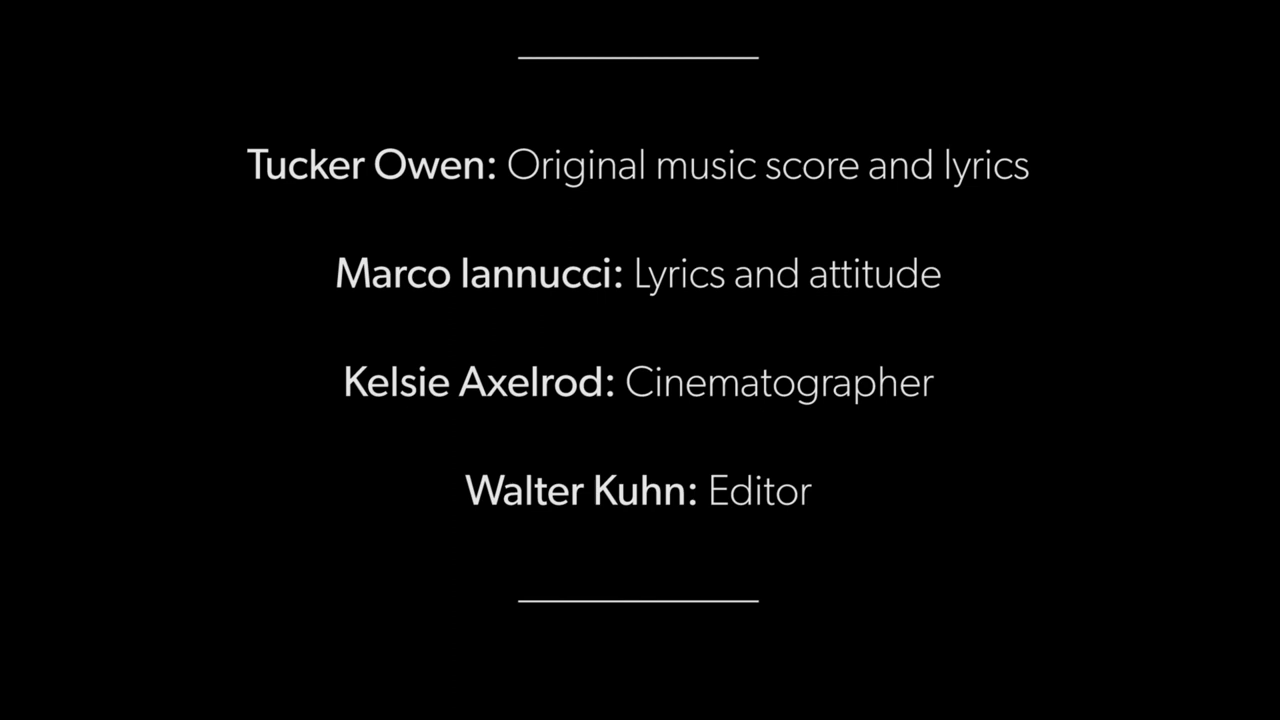 Tucker Owen: Original music score and lyrics
Marco Iannucci: Lyrics and attitude
Kelsie Axelrod: Cinematographer
Walter Kuhn: Editor